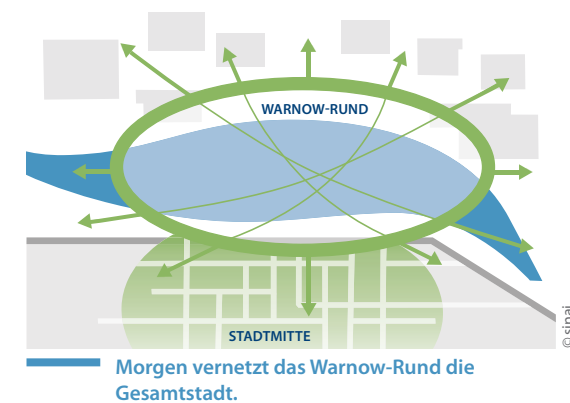 WARNOW-RUND
STADTMITTE
© sinai
Morgen vernetzt das Warnow-Rund die
Gesamtstadt.